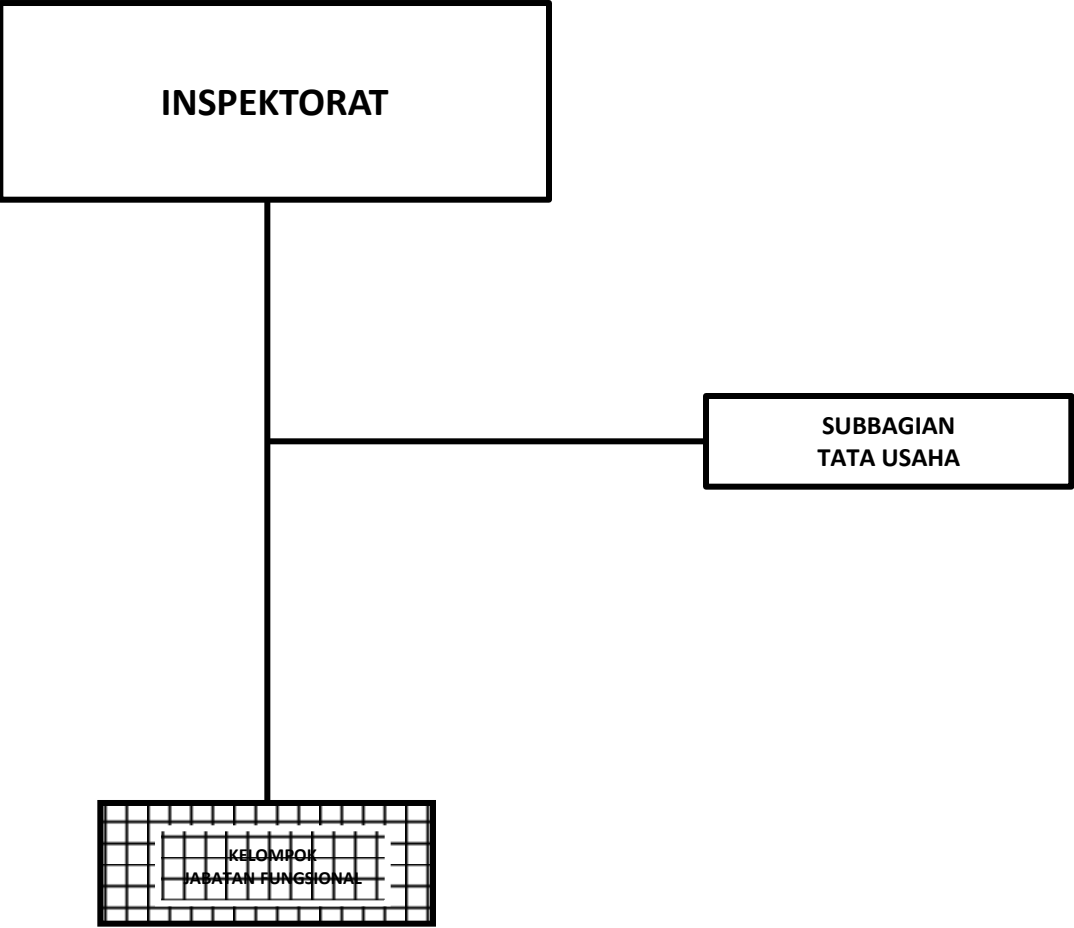 INSPEKTORAT
SUBBAGIAN
TATA USAHA
KELOMPOK
JABATAN FUNGSIONAL